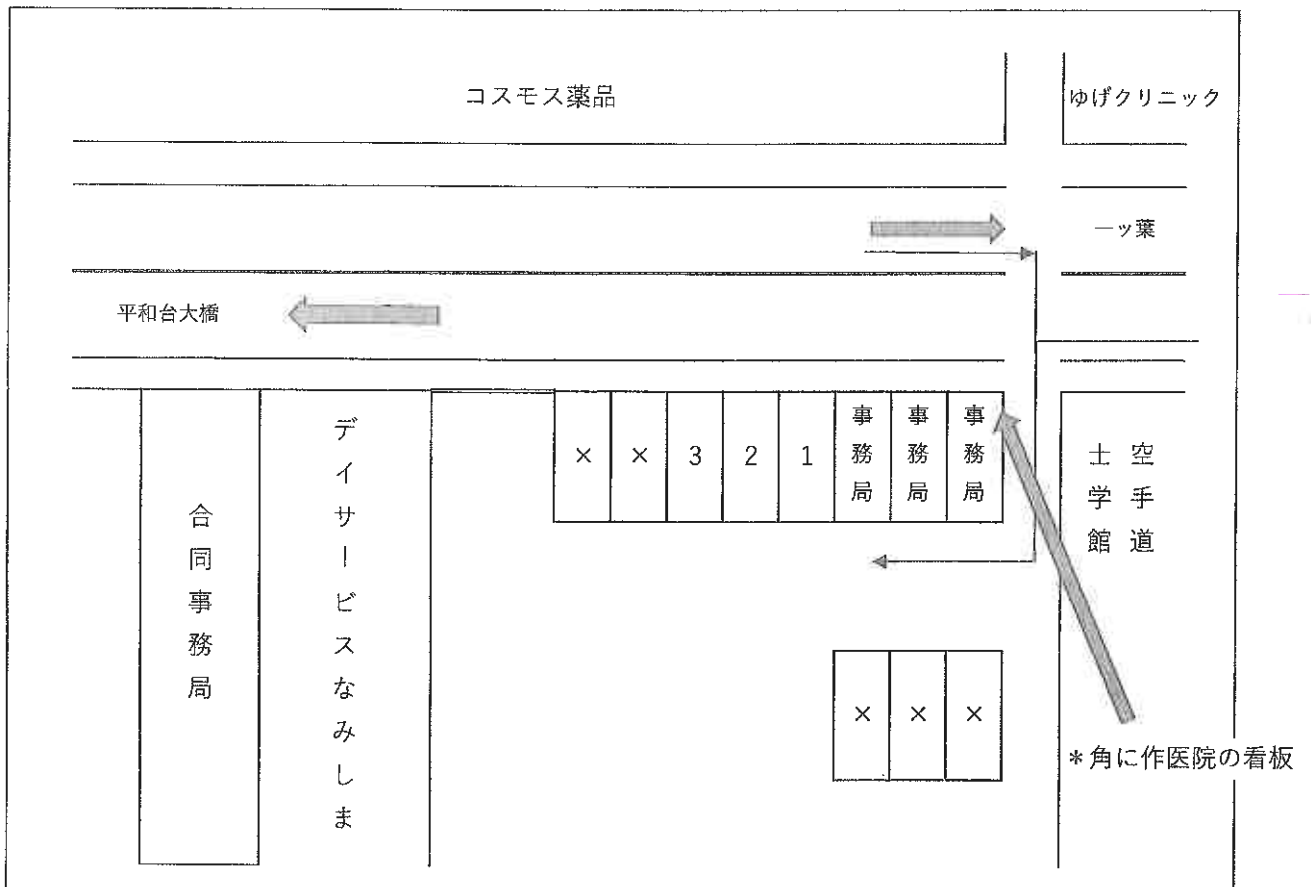 コスモス薬品
ゆげクリニック
一ッ葉
平和台大橋
合同事務局
デイサービスなみしま
×
×
3
2
1
事務局
事務局
事務局
空手道
士学館
×
×
×
*角に作医院の看板